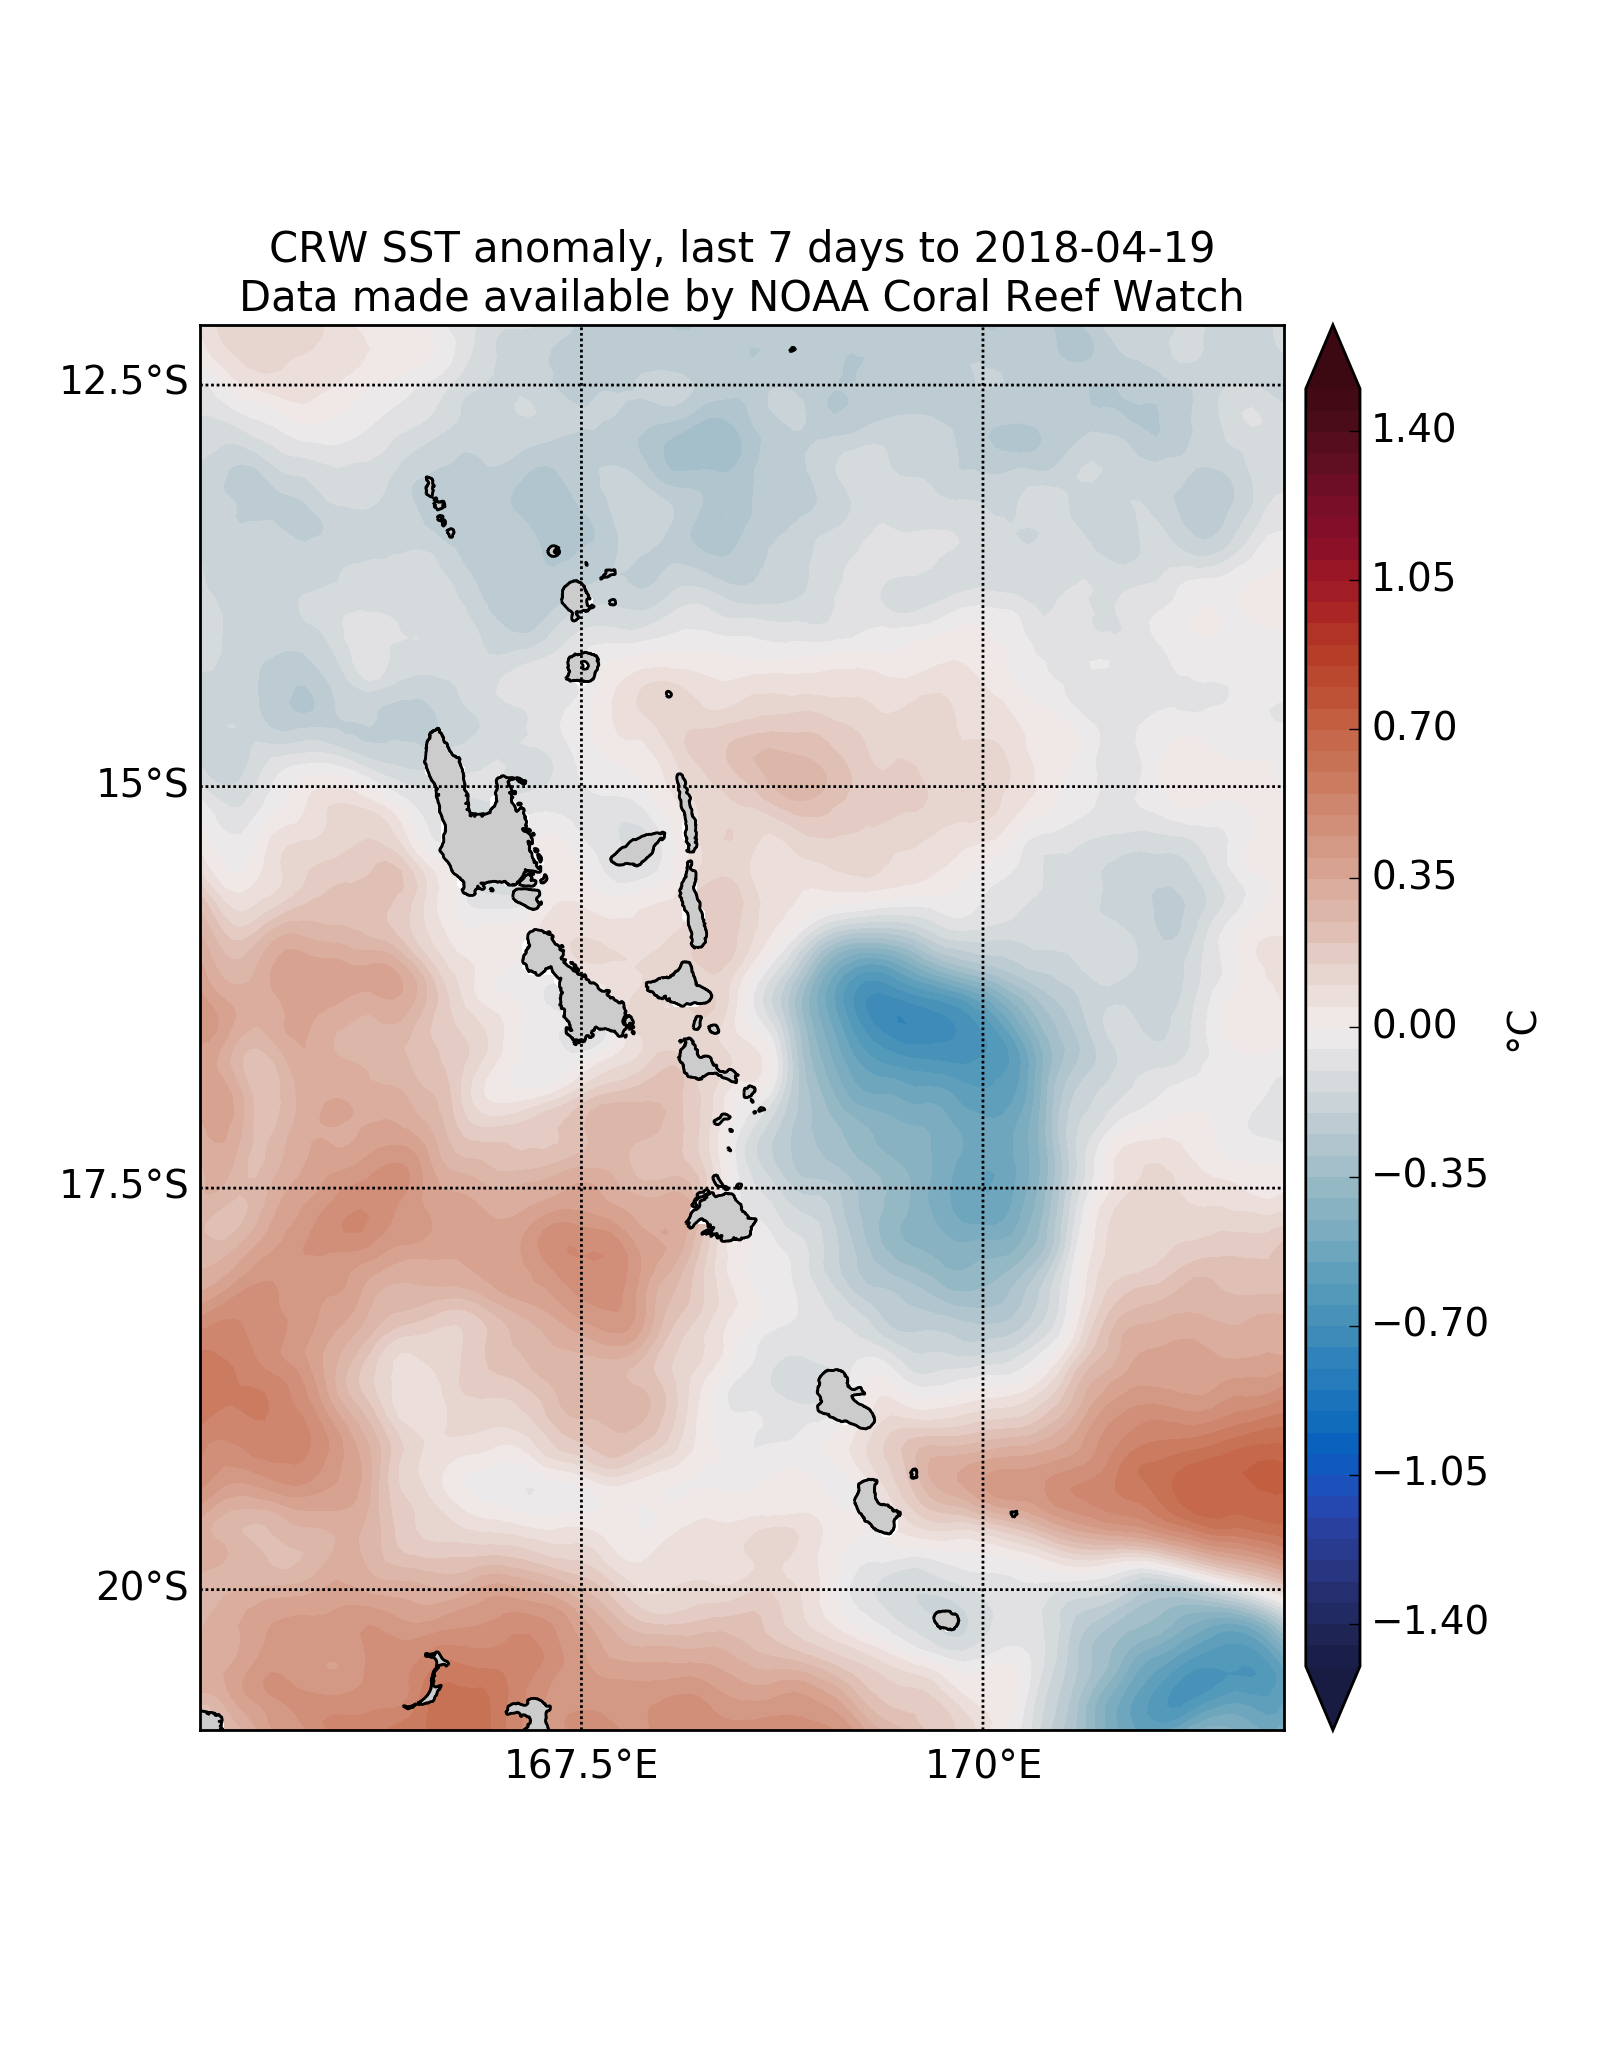 CRW SST anomaly, last 7 days to 2018-04-19
Data made available by NOAA Coral Reef Watch
12.5°S
15°S
17.5°S
20°S
167.5°E
170°E
1.40
1.05
0.70
0.35
0.00
−0.35
−0.70
−1.05
−1.40
°C